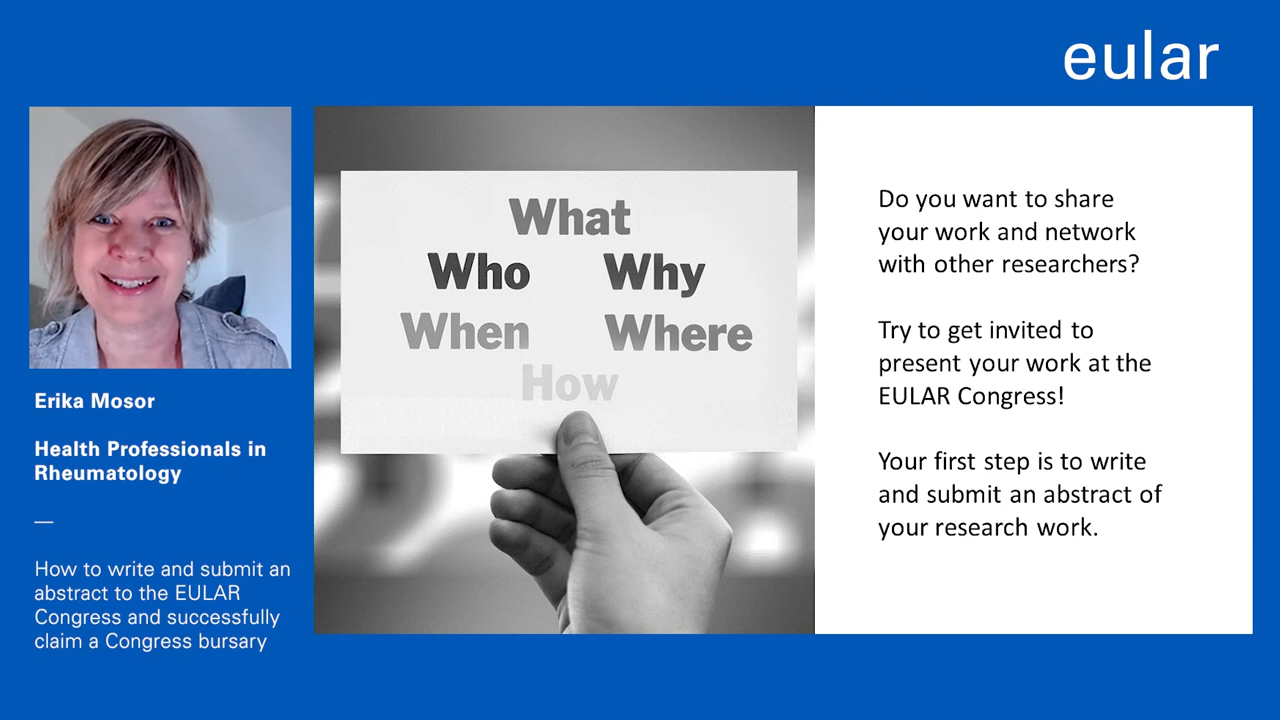 eular
Erika Mosor
Health Professionals in
Rheumatology
—
How to write and submit an
abstract to the EULAR
Congress and successfully
claim a Congress bursary
What
Who Why
When Where
How
Do you want to share
your work and network
with other researchers?
Try to get invited to
present your work at the
EULAR Congress!
Your first step is to write
and submit an abstract of
your research work.